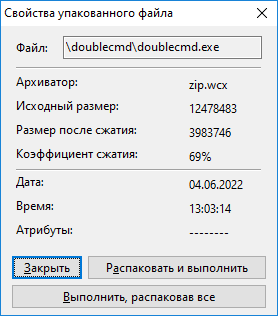 Свойства упакованного файла
Файл: \doublecmd\doublecmd.exe
Архиватор: zip.wcx
Исходный размер: 12478483
Размер после сжатия: 3983746
Коэффициент сжатия: 69%
Дата: 04.06.2022
Время: 13:03:14
Атрибуты: --------
Закрыть Распаковать и выполнить
Выполнить, распаковав все